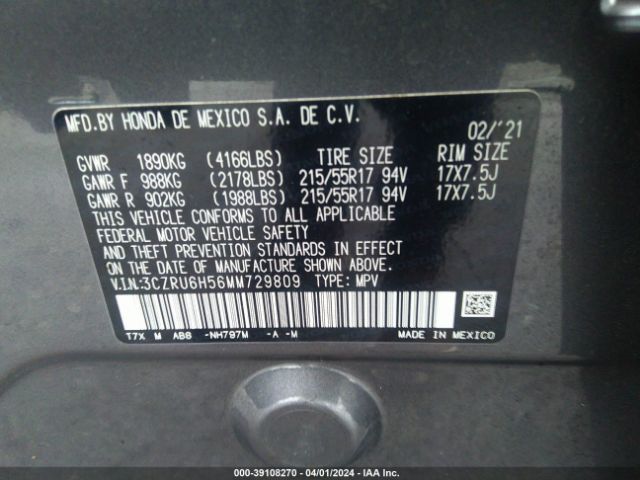 MFD.BY HONDA DE MEXICO S.A. DE C.V.
02/'21
GVWR 1890KG (4166LBS) TIRE SIZE RIM SIZE
GAWR F 988KG (2178LBS) 215/55R17 94V 17X7.5J
GAWR R 902KG (1988LBS) 215/55R17 94V 17X7.5J
THIS VEHICLE CONFORMS TO ALL APPLICABLE
FEDERAL MOTOR VEHICLE SAFETY
AND THEFT PREVENTION STANDARDS IN EFFECT
ON THE DATE OF MANUFACTURE SHOWN ABOVE.
V.I.N:3CZRU6H56MM729809 TYPE: MPV
T7X M AB8 -NH797M -A -M MADE IN MEXICO
000-39108270 - 04/01/2024 - IAA Inc.